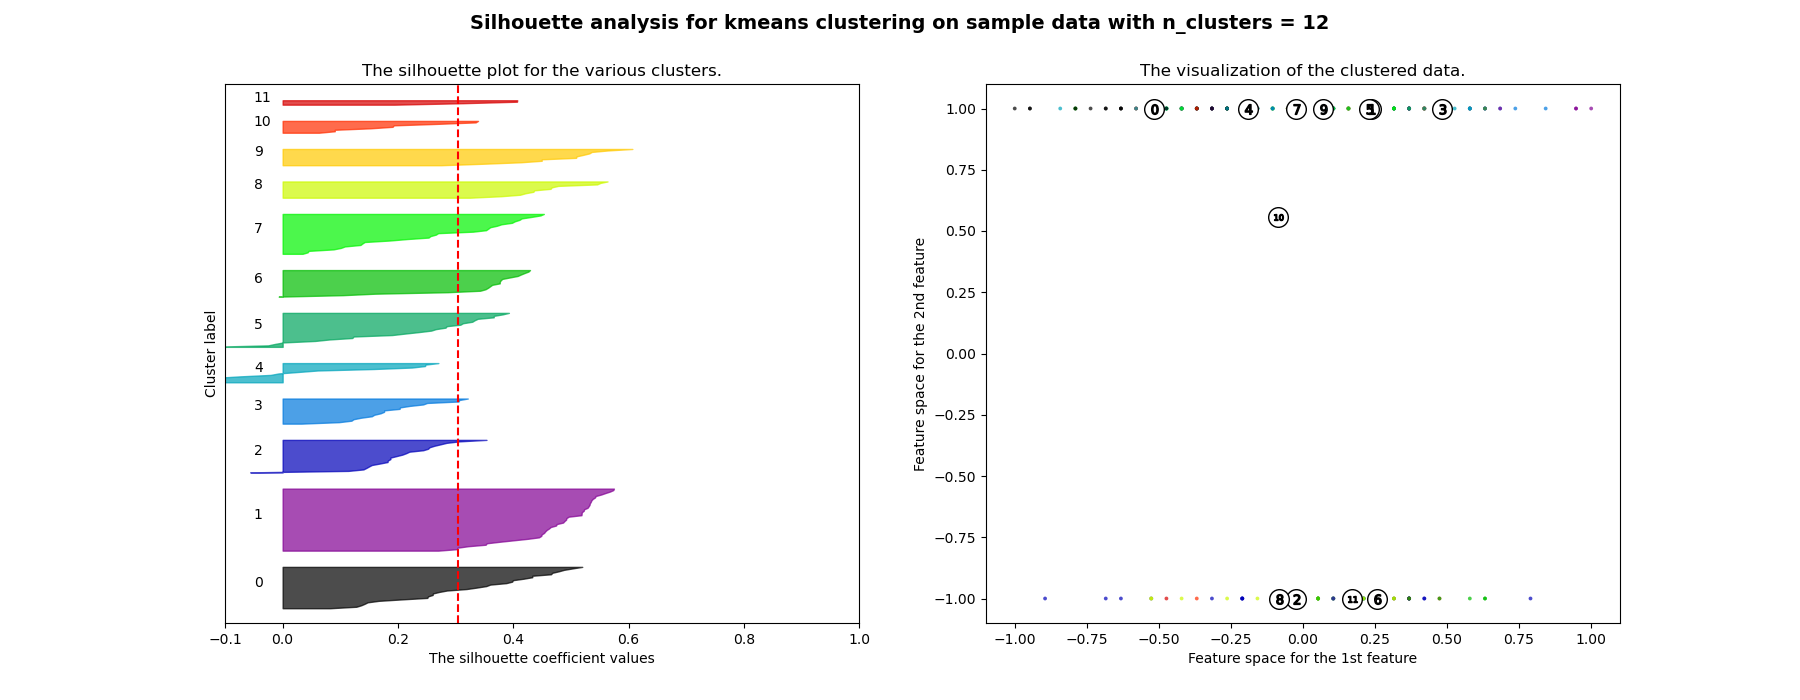 Silhouette analysis for kmeans clustering on sample data with n_clusters = 12
The silhouette plot for the various clusters.
11
10
9
8
7
6
5
4
3
2
1
0
Cluster label
−0.1 0.0 0.2 0.4 0.6 0.8 1.0
The silhouette coefficient values
The visualization of the clustered data.
1.00
0.75
0.50
0.25
0.00
−0.25
−0.50
−0.75
−1.00
Feature space for the 2nd feature
0 4 7 9 5 1 3
10
8 2 11 6
−1.00 −0.75 −0.50 −0.25 0.00 0.25 0.50 0.75 1.00
Feature space for the 1st feature